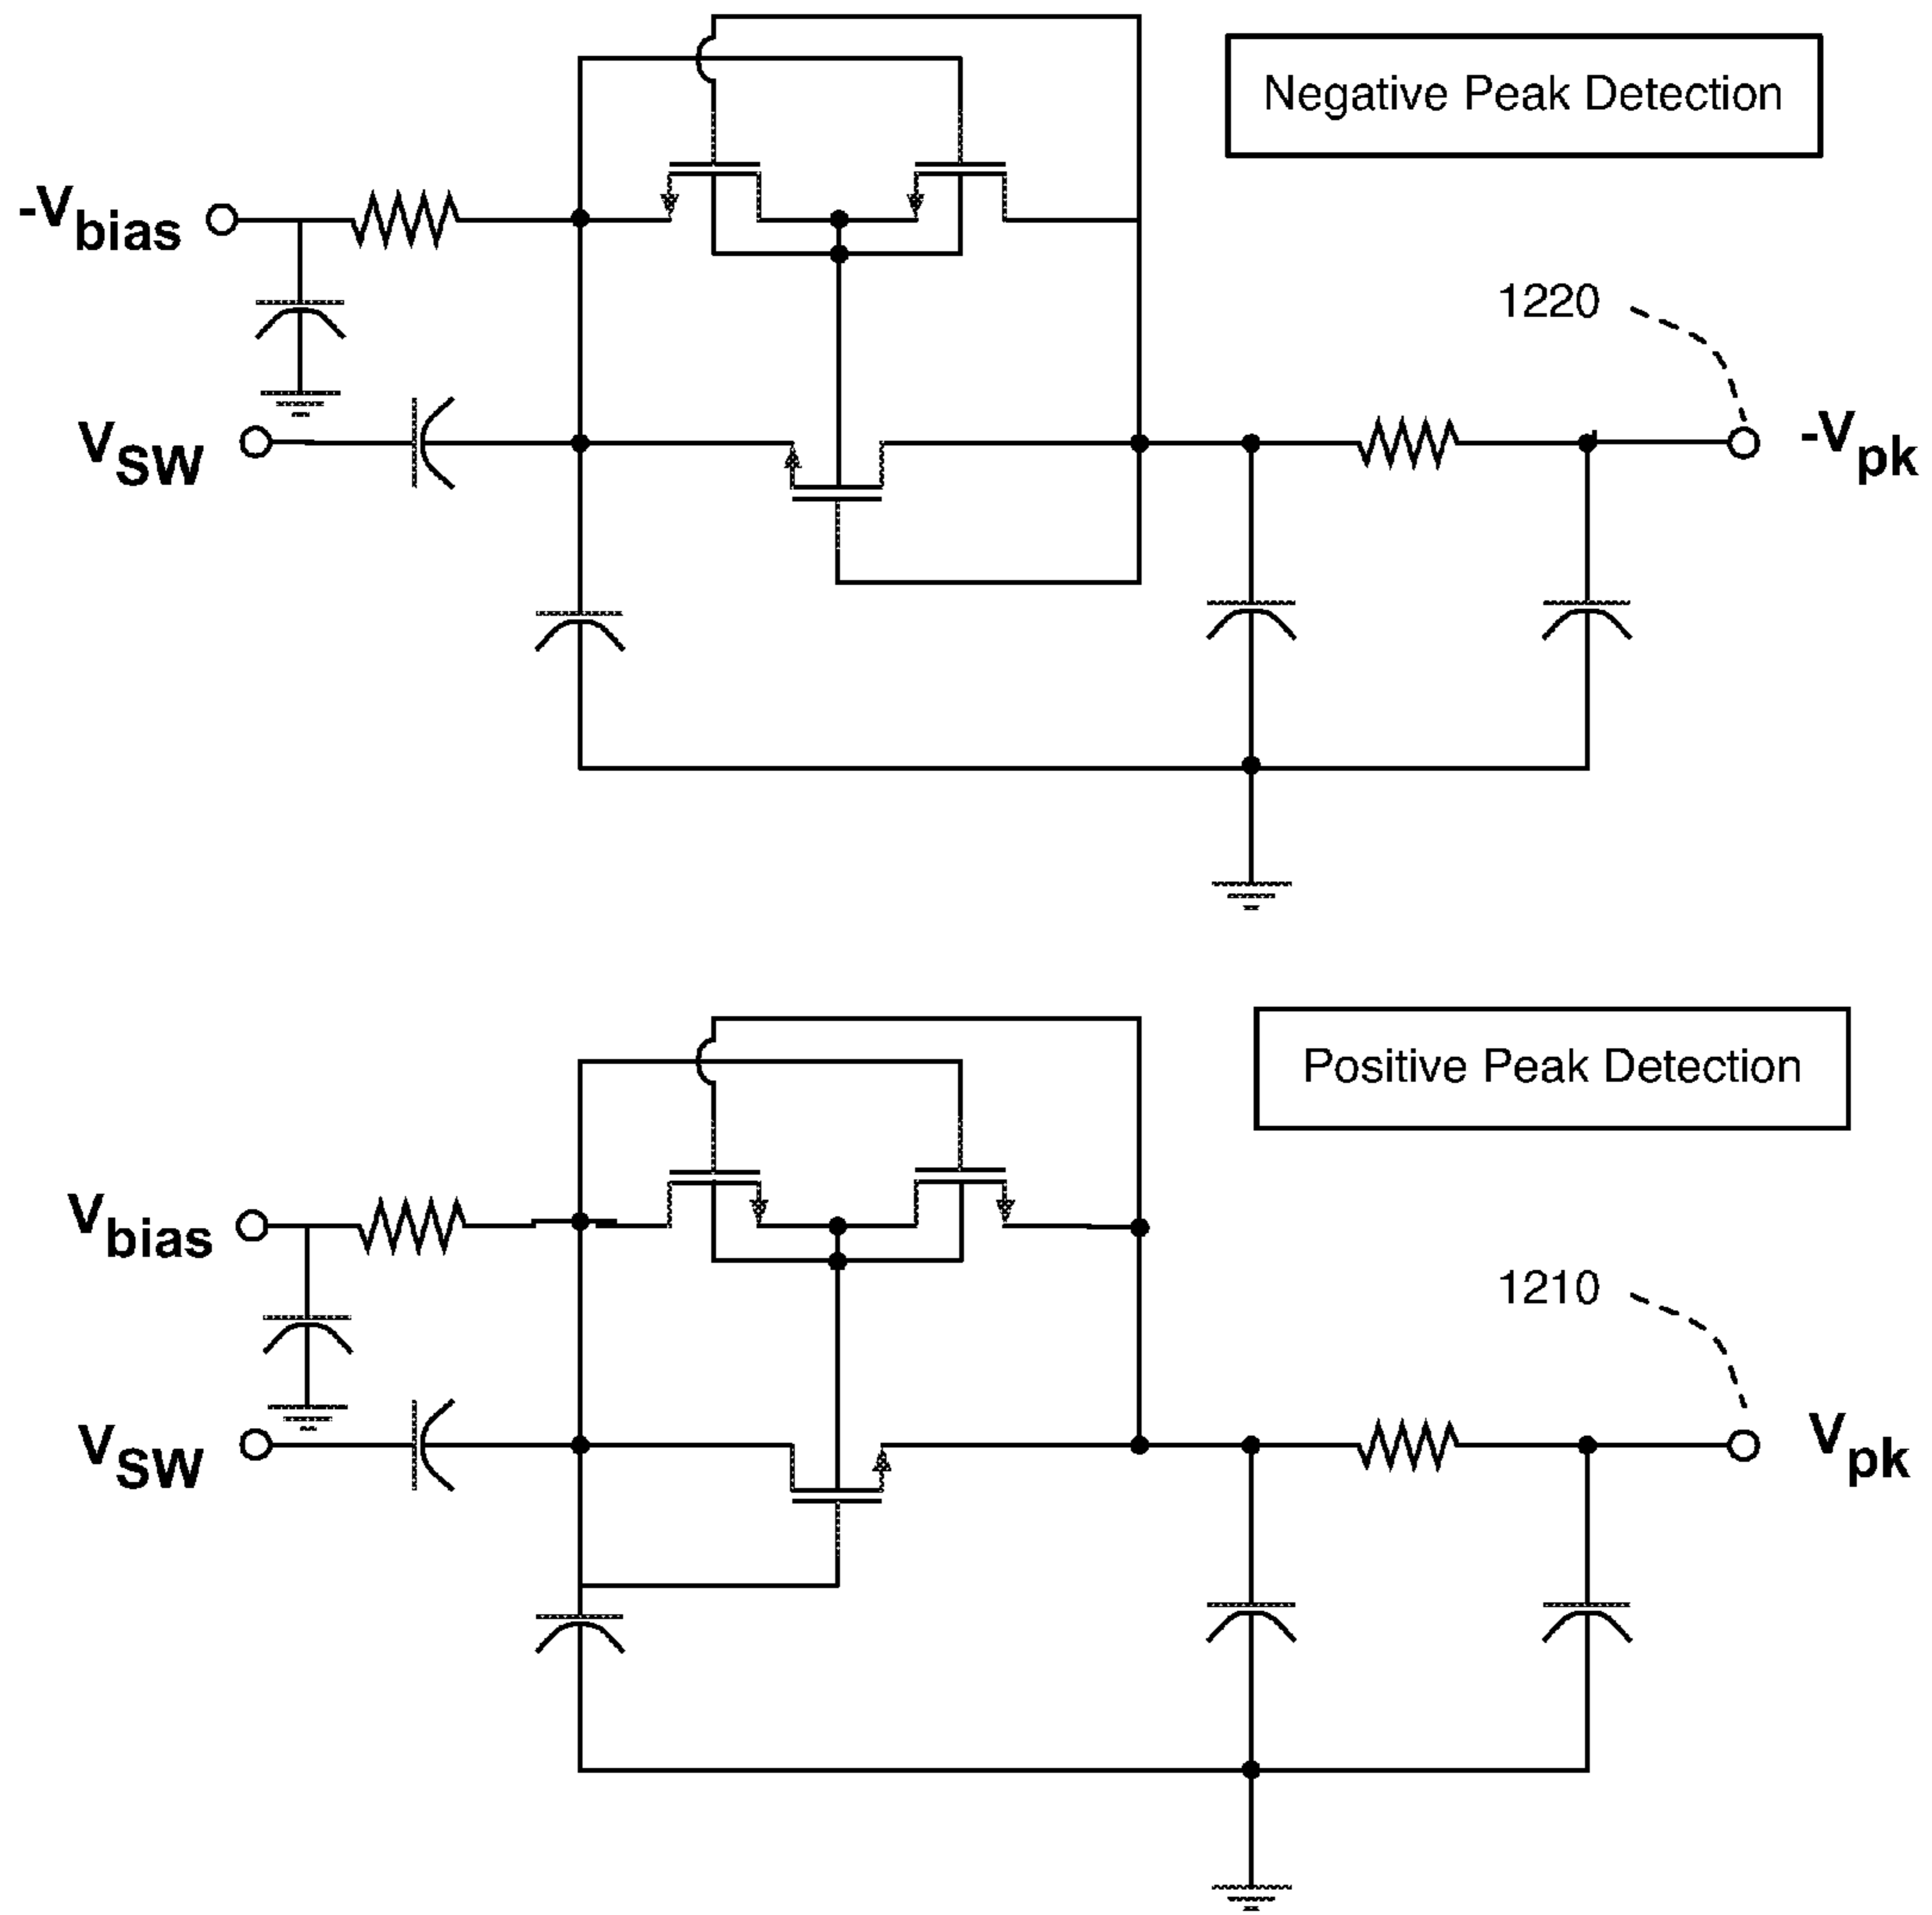 Negative Peak Detection
-Vbias
1220
VSW
-Vpk
Positive Peak Detection
Vbias
1210
VSW
Vpk